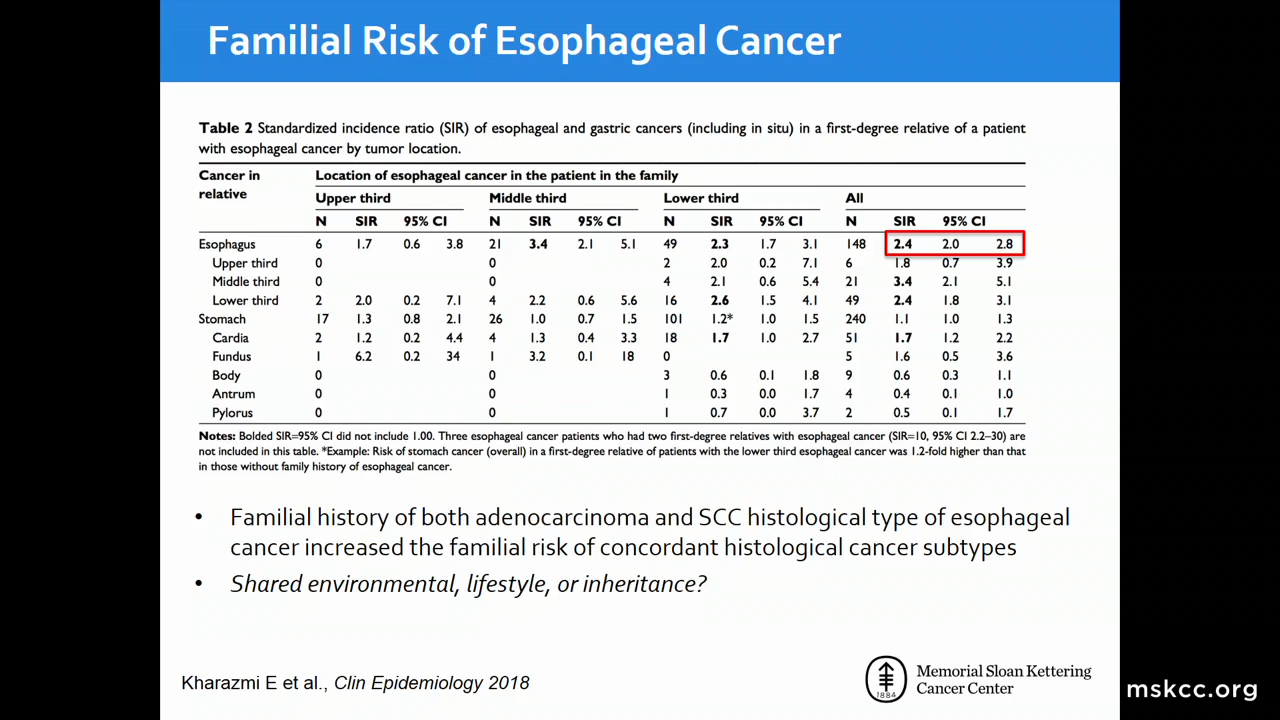 Familial Risk of Esophageal Cancer
Table 2 Standardized incidence ratio (SIR) of esophageal and gastric cancers (including in situ) in a first-degree relative of a patient
with esophageal cancer by tumor location.
Cancer in relative Location of esophageal cancer in the patient in the family
Upper third Middle third Lower third All
N SIR 95% CI N SIR 95% CI N SIR 95% CI N SIR 95% CI
Esophagus 6 1.7 0.6 3.8 21 3.4 2.1 5.1 49 2.3 1.7 3.1 148 2.4 2.0 2.8
Upper third 0 0 2 2.0 0.2 7.1 6 1.8 0.7 3.9
Middle third 0 0 4 2.1 0.6 5.4 21 3.4 2.1 5.1
Lower third 2 2.0 0.2 7.1 4 2.2 0.6 5.6 16 2.6 1.5 4.1 49 2.4 1.8 3.1
Stomach 17 1.3 0.8 2.1 26 1.0 0.7 1.5 101 1.2* 1.0 1.5 240 1.1 1.0 1.3
Cardia 2 1.2 0.2 4.4 4 1.3 0.4 3.3 18 1.7 1.0 2.7 51 1.7 1.2 2.2
Fundus 1 6.2 0.2 34 1 3.2 0.1 18 0 5 1.6 0.5 3.6
Body 0 0 3 0.6 0.1 1.8 9 0.6 0.3 1.1
Antrum 0 0 1 0.3 0.0 1.7 4 0.4 0.1 1.0
Pylorus 0 0 1 0.7 0.0 3.7 2 0.5 0.1 1.7
Notes: Bolded SIR=95% CI did not include 1.00. Three esophageal cancer patients who had two first-degree relatives with esophageal cancer (SIR=10, 95% CI 2.2–30) are
not included in this table. *Example: Risk of stomach cancer (overall) in a first-degree relative of patients with the lower third esophageal cancer was 1.2-fold higher than that
in those without family history of esophageal cancer.
• Familial history of both adenocarcinoma and SCC histological type of esophageal
cancer increased the familial risk of concordant histological cancer subtypes
• Shared environmental, lifestyle, or inheritance?
Kharazmi E et al., Clin Epidemiology 2018
1884
Memorial Sloan Kettering
Cancer Center
mskcc.org